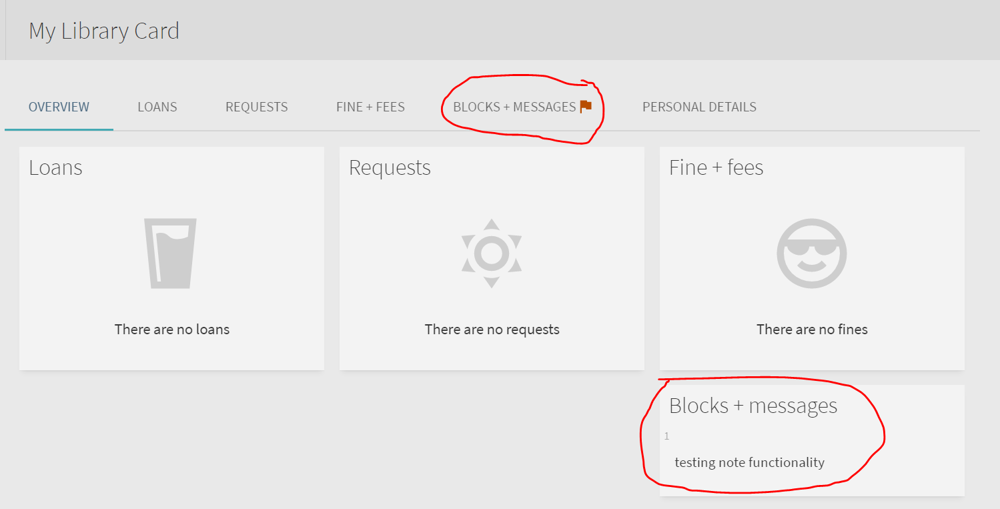 My Library Card
OVERVIEW LOANS REQUESTS FINE + FEES BLOCKS + MESSAGES PERSONAL DETAILS
Loans
There are no loans
Requests
There are no requests
Fine + fees
There are no fines
Blocks + messages
1
testing note functionality